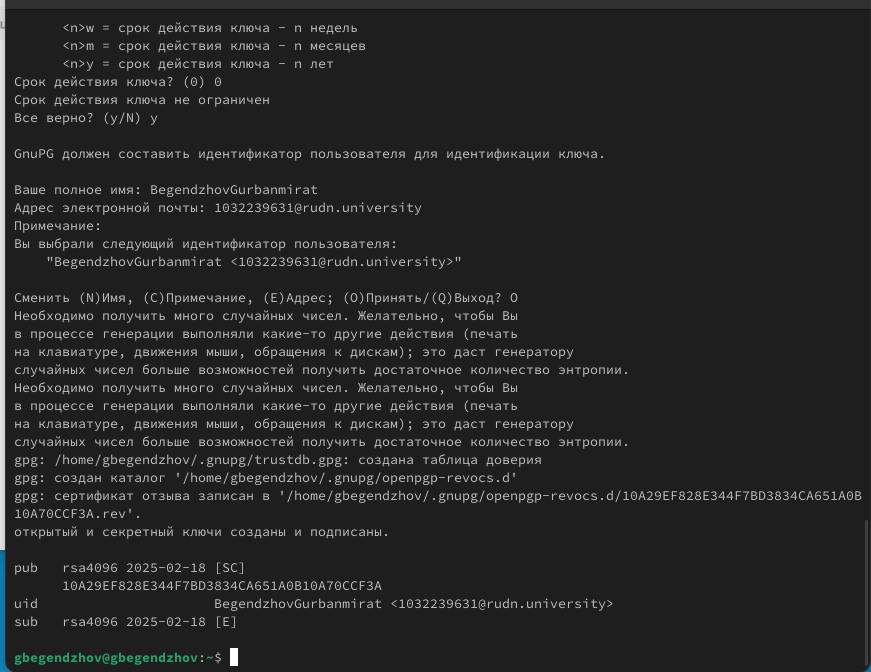 <n>w = срок действия ключа - n недель
<n>m = срок действия ключа - n месяцев
<n>y = срок действия ключа - n лет
Срок действия ключа? (0) 0
Срок действия ключа не ограничен
Все верно? (y/N) y
GnuPG должен составить идентификатор пользователя для идентификации ключа.
Ваше полное имя: BegendzhovGurbanmirat
Адрес электронной почты: 1032239631@rudn.university
Примечание:
Вы выбрали следующий идентификатор пользователя:
"BegendzhovGurbanmirat <1032239631@rudn.university>"
Сменить (N)Имя, (C)Примечание, (E)Адрес; (O)Принять/(Q)Выход? O
Необходимо получить много случайных чисел. Желательно, чтобы Вы
в процессе генерации выполняли какие-то другие действия (печать
на клавиатуре, движения мыши, обращения к дискам); это даст генератору
случайных чисел больше возможностей получить достаточное количество энтропии.
Необходимо получить много случайных чисел. Желательно, чтобы Вы
в процессе генерации выполняли какие-то другие действия (печать
на клавиатуре, движения мыши, обращения к дискам); это даст генератору
случайных чисел больше возможностей получить достаточное количество энтропии.
gpg: /home/gbegendzhov/.gnupg/trustdb.gpg: создана таблица доверия
gpg: создан каталог '/home/gbegendzhov/.gnupg/openpgp-revocs.d'
gpg: сертификат отзыва записан в '/home/gbegendzhov/.gnupg/openpgp-revocs.d/10A29EF828E344F7BD3834CA651A0B
10A70CCF3A.rev'.
открытый и секретный ключи созданы и подписаны.
pub   rsa4096 2025-02-18 [SC]
10A29EF828E344F7BD3834CA651A0B10A70CCF3A
uid                      BegendzhovGurbanmirat <1032239631@rudn.university>
sub   rsa4096 2025-02-18 [E]
gbegendzhov@gbegendzhov:~$